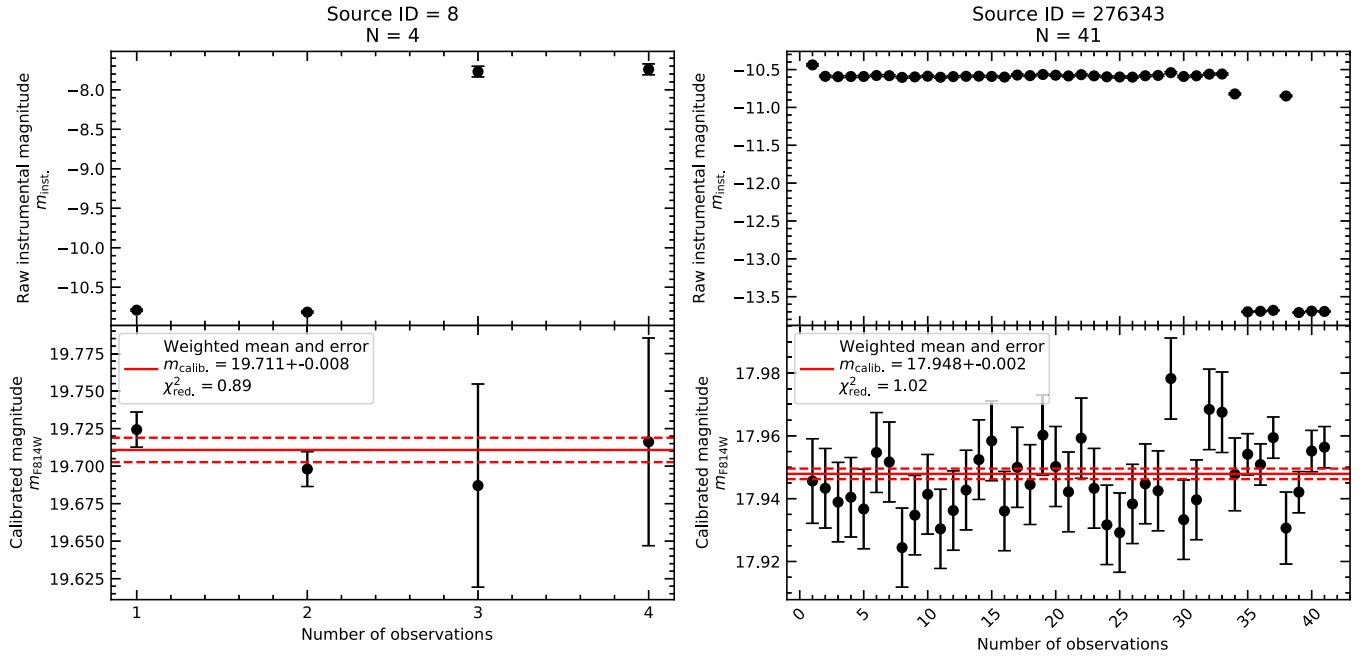 Source ID = 8
N = 4
Raw instrumental magnitude
m_inst.
−8.0
−8.5
−9.0
−9.5
−10.0
−10.5
Calibrated magnitude
m_F814W
19.775
19.750
19.725
19.700
19.675
19.650
19.625
Weighted mean and error
m_calib. = 19.711+-0.008
χ²_red. = 0.89
1
2
3
4
Number of observations
Source ID = 276343
N = 41
Raw instrumental magnitude
m_inst.
−10.5
−11.0
−11.5
−12.0
−12.5
−13.0
−13.5
Calibrated magnitude
m_F814W
17.98
17.96
17.94
17.92
Weighted mean and error
m_calib. = 17.948+-0.002
χ²_red. = 1.02
0
5
10
15
20
25
30
35
40
Number of observations